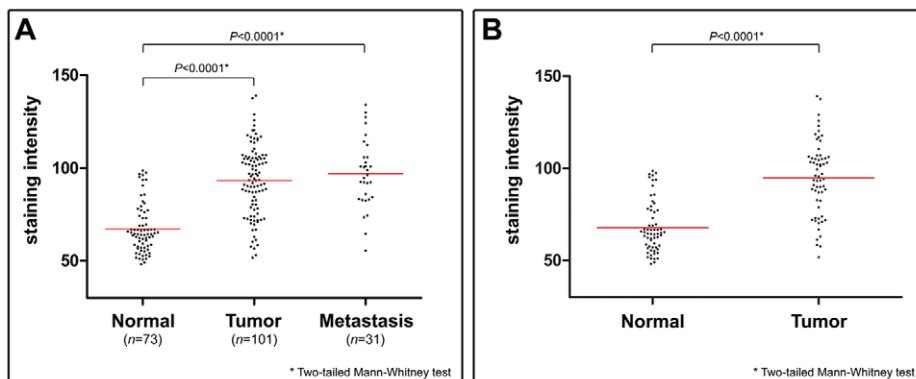 A
P<0.0001*
P<0.0001*
150
100
50
staining intensity
Normal
Tumor
Metastasis
(n=73)
(n=101)
(n=31)
* Two-tailed Mann-Whitney test
B
P<0.0001*
150
100
50
staining intensity
Normal
Tumor
* Two-tailed Mann-Whitney test